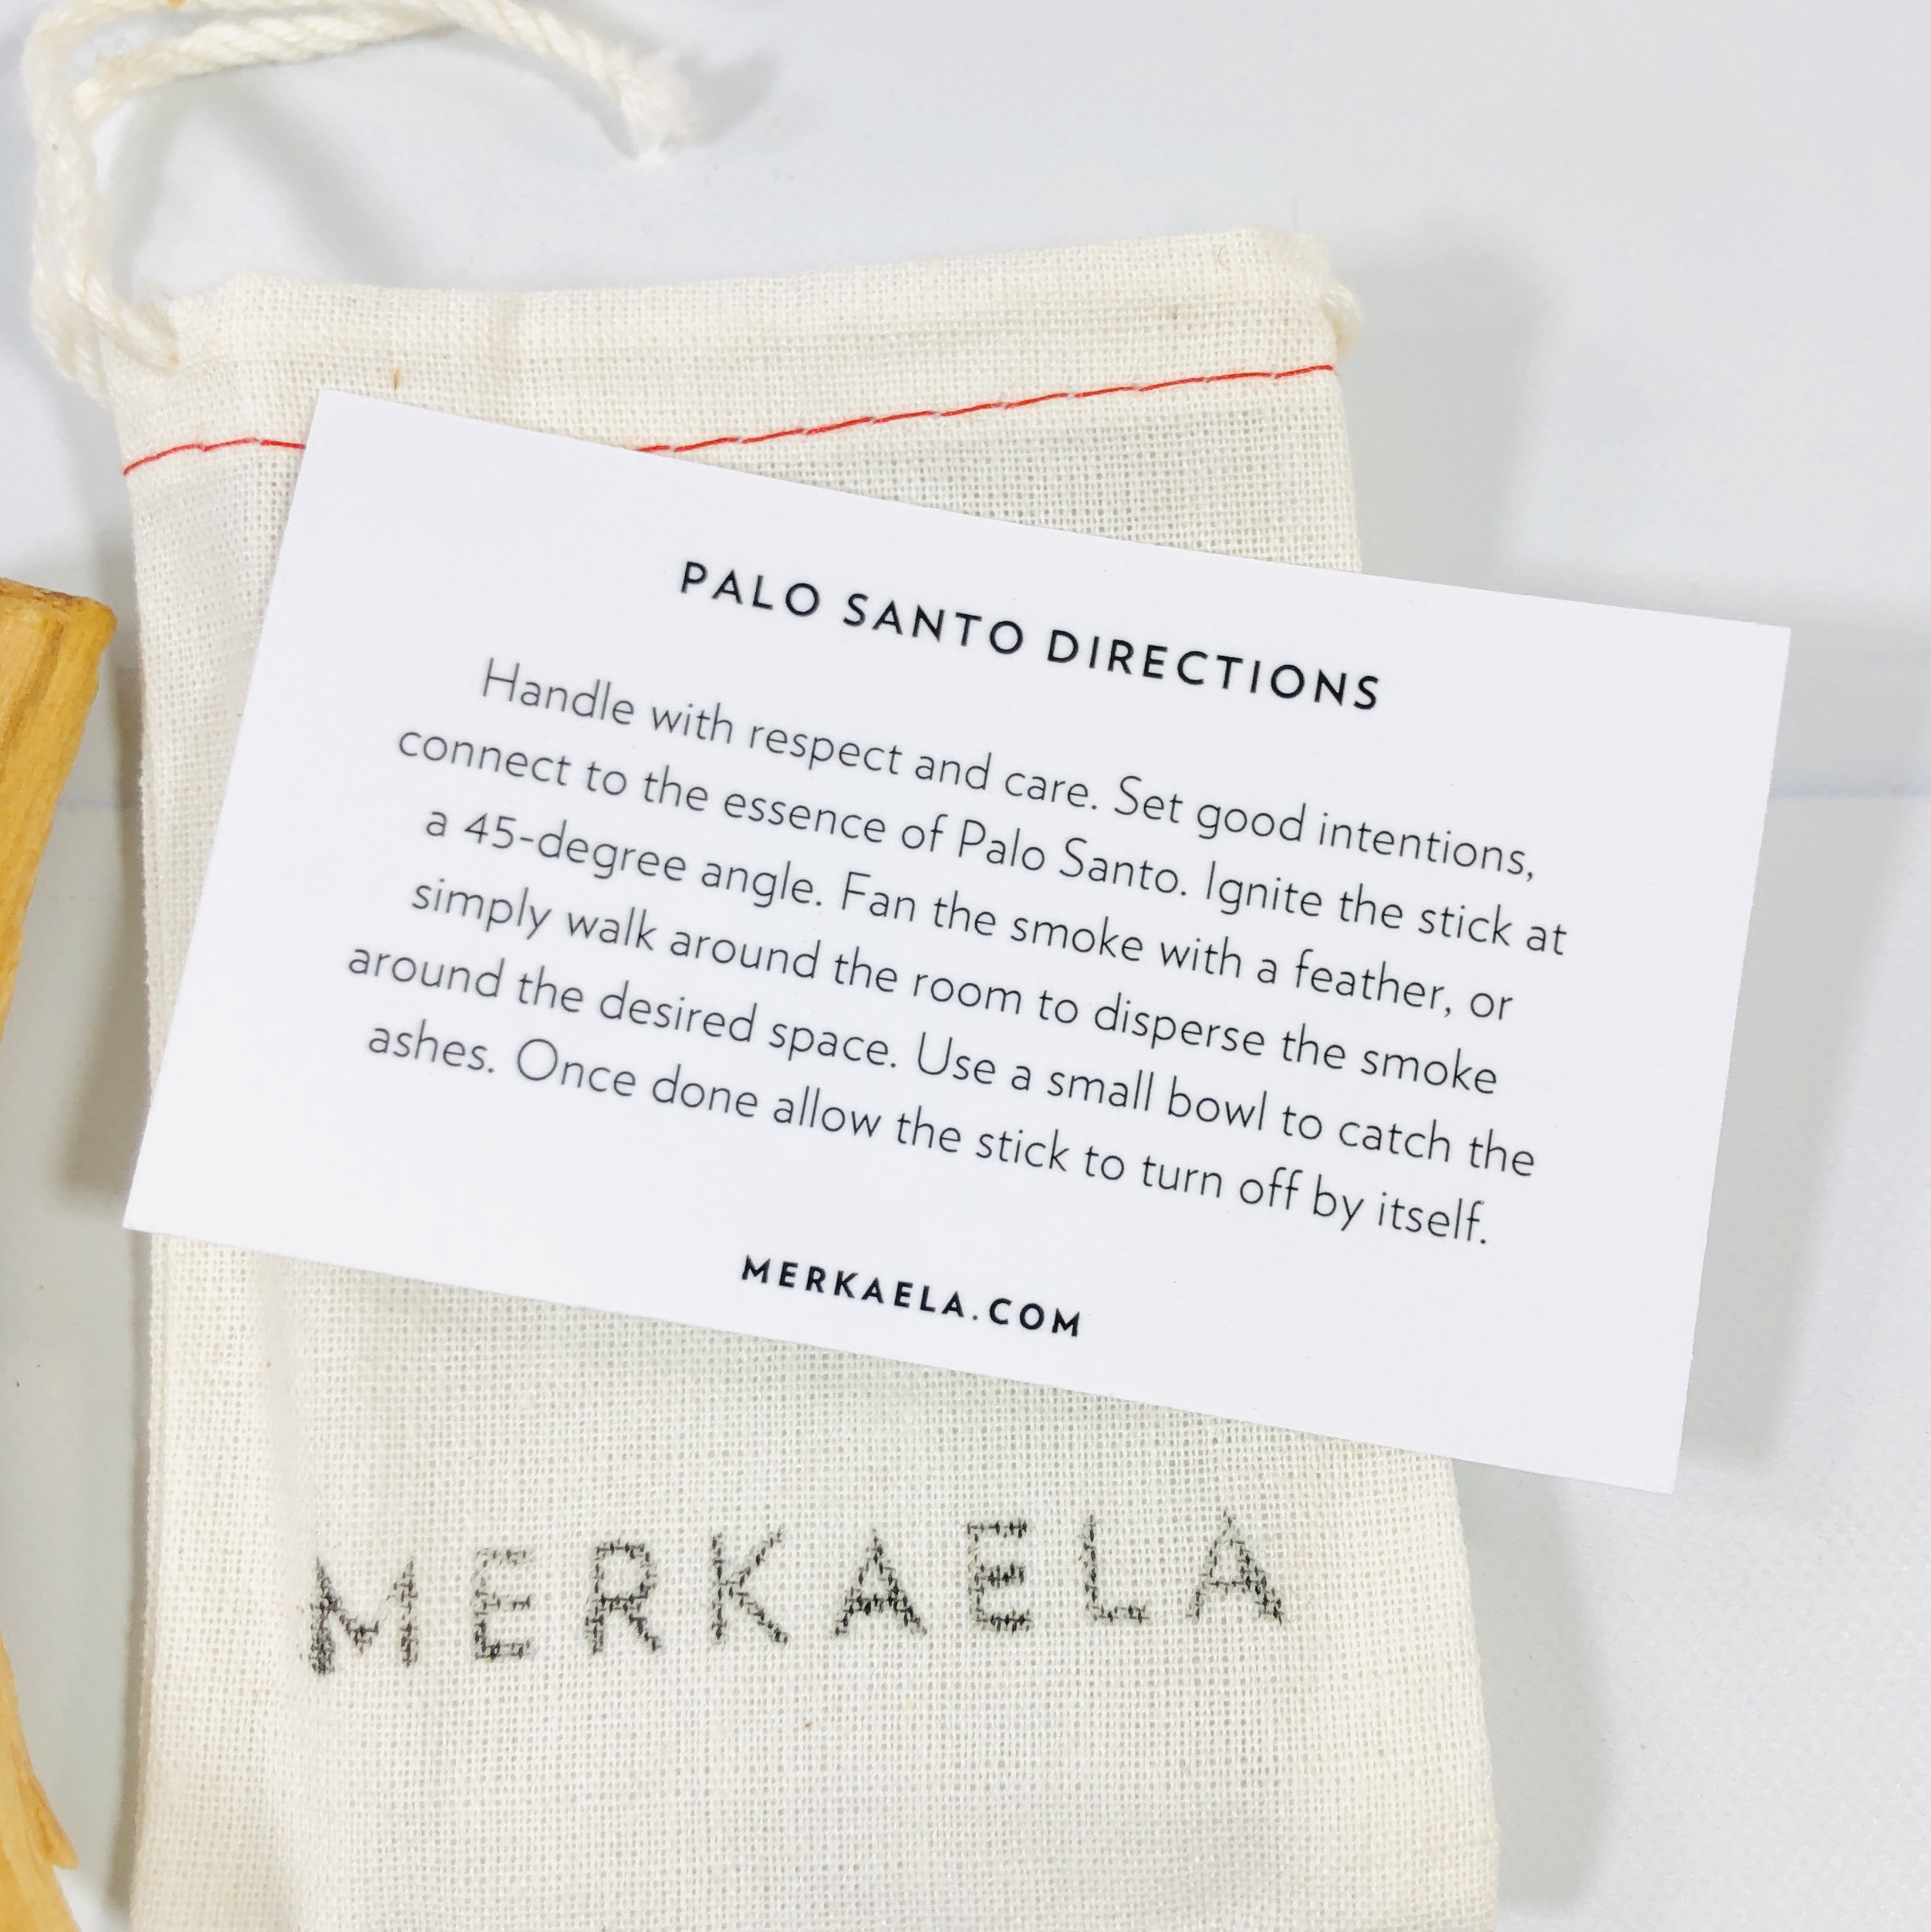 PALO SANTO DIRECTIONS
Handle with respect and care. Set good intentions,
connect to the essence of Palo Santo. Ignite the stick at
a 45-degree angle. Fan the smoke with a feather, or
simply walk around the room to disperse the smoke
around the desired space. Use a small bowl to catch the
ashes. Once done allow the stick to turn off by itself.
MERKAELA.COM
MERKAELA